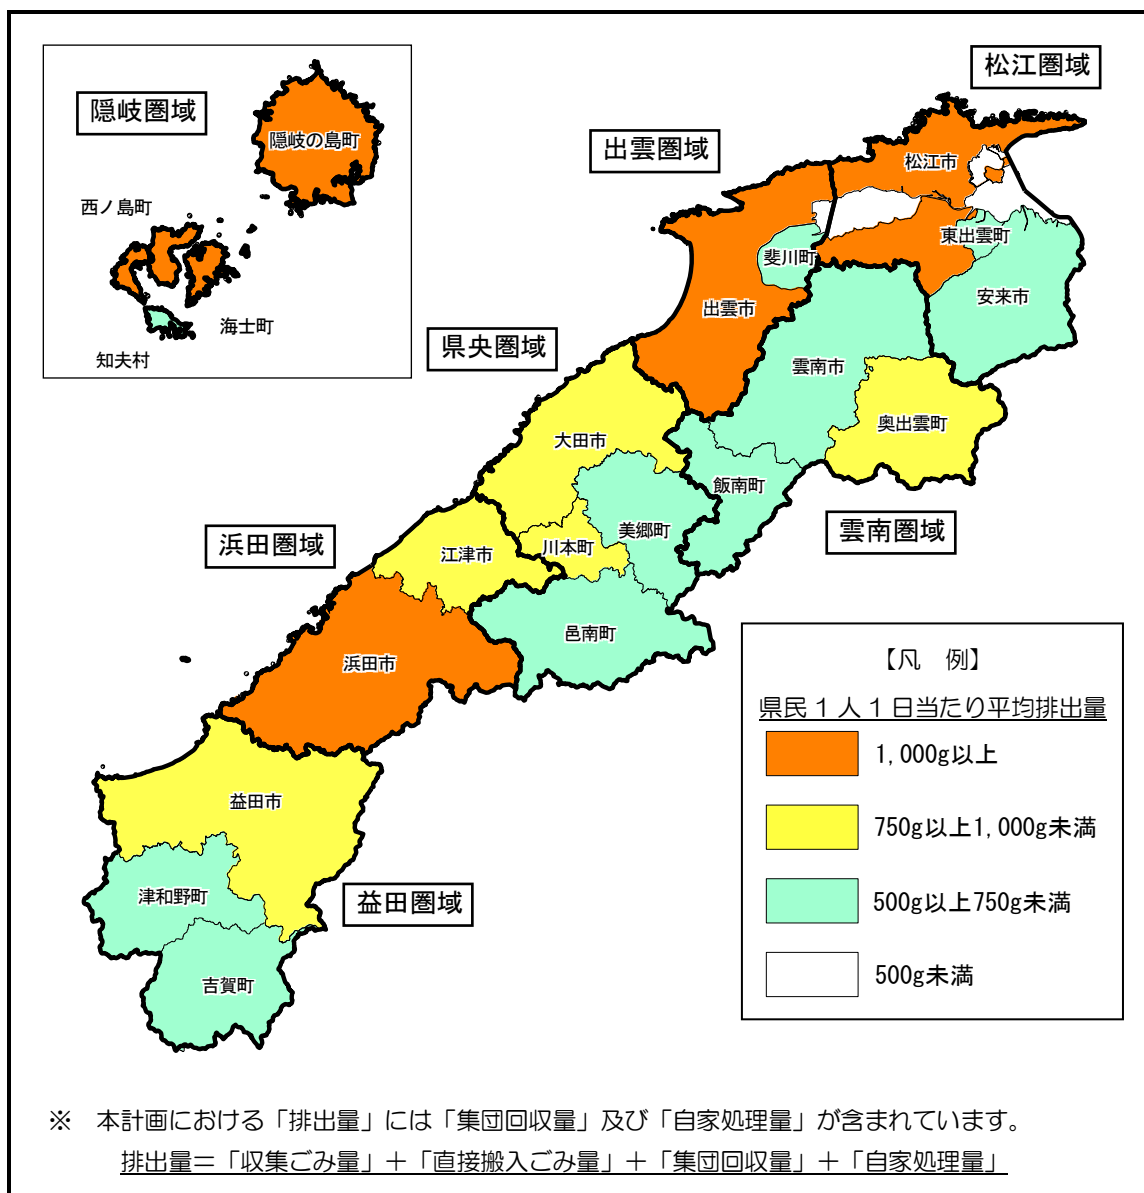 松江圏域
隠岐圏域
隠岐の島町
出雲圏域
松江市
西ノ島町
東出雲町
斐川町
安来市
出雲市
海士町
知夫村
県央圏域
雲南市
奥出雲町
大田市
飯南町
美郷町
雲南圏域
浜田圏域
江津市
川本町
邑南町
浜田市
【凡　例】
県民１人１日当たり平均排出量
1,000g以上
750g以上1,000g未満
500g以上750g未満
500g未満
益田市
津和野町
益田圏域
吉賀町
※　本計画における「排出量」には「集団回収量」及び「自家処理量」が含まれています。
排出量＝「収集ごみ量」＋「直接搬入ごみ量」＋「集団回収量」＋「自家処理量」